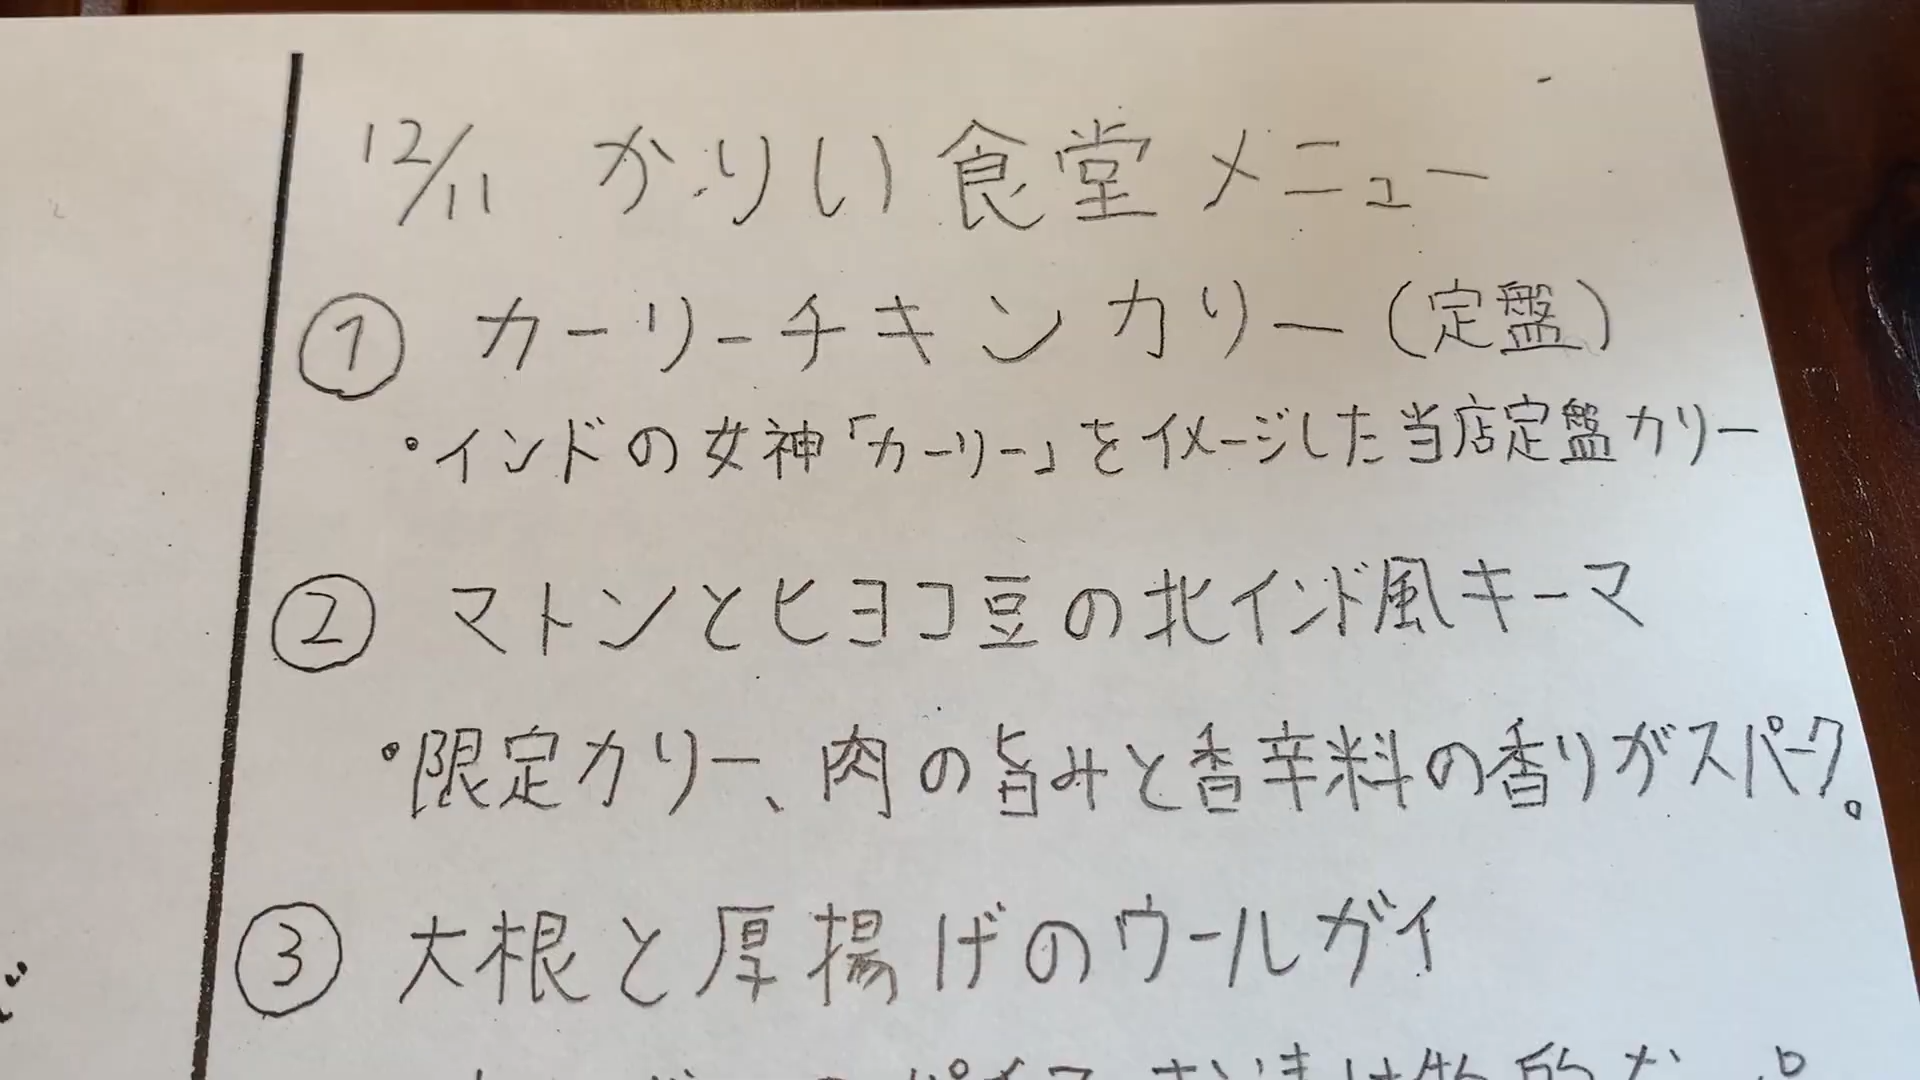 12/11 かりい食堂メニュー
① カーリーチキンカリー(定盤)
・インドの女神「カーリー」をイメージした当店定盤カリー
② マトンとヒヨコ豆の北インド風キーマ
・限定カリー、肉の旨みと香辛料の香りがスパーク。
③ 大根と厚揚げのウールガイ